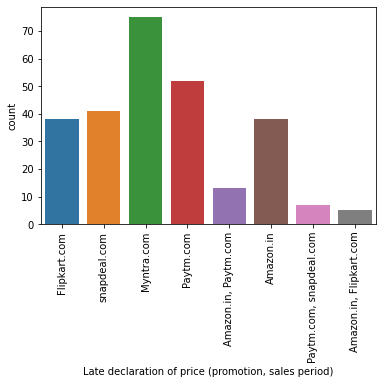 70
60
50
40
30
20
10
0
count
Flipkart.com
snapdeal.com
Myntra.com
Paytm.com
Amazon.in, Paytm.com
Amazon.in
Paytm.com, snapdeal.com
Amazon.in, Flipkart.com
Late declaration of price (promotion, sales period)